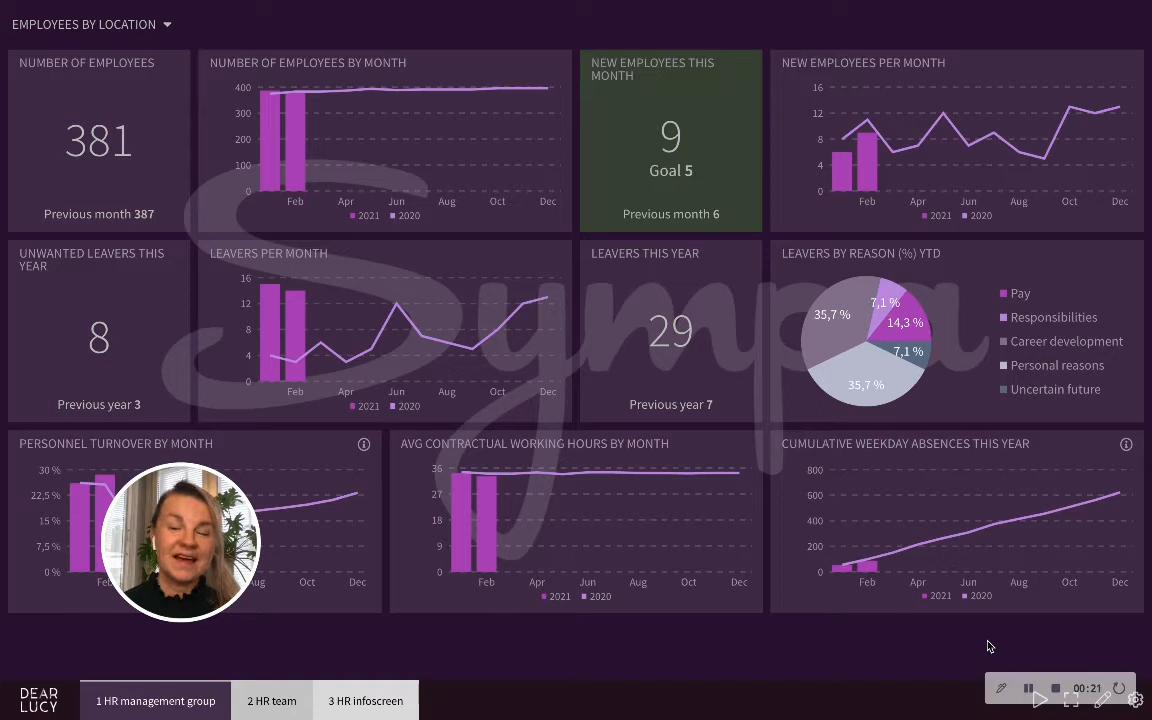 EMPLOYEES BY LOCATION
NUMBER OF EMPLOYEES
381
Previous month 387
NUMBER OF EMPLOYEES BY MONTH
400
300
200
100
0
Feb Apr Jun Aug Oct Dec
2021 2020
NEW EMPLOYEES THIS
MONTH
9
Goal 5
Previous month 6
NEW EMPLOYEES PER MONTH
16
12
8
4
0
Feb Apr Jun Aug Oct Dec
2021 2020
UNWANTED LEAVERS THIS
YEAR
8
Previous year 3
LEAVERS PER MONTH
16
12
8
4
0
Feb Apr Jun Aug Oct Dec
2021 2020
LEAVERS THIS YEAR
29
Previous year 7
LEAVERS BY REASON (%) YTD
7,1 %
35,7 %
14,3 %
7,1 %
35,7 %
Pay
Responsibilities
Career development
Personal reasons
Uncertain future
Sympa
PERSONNEL TURNOVER BY MONTH
30 %
22,5 %
15 %
7,5 %
0 %
Oct Dec
AVG CONTRACTUAL WORKING HOURS BY MONTH
36
27
18
9
0
Feb Apr Jun Aug Oct Dec
2021 2020
CUMULATIVE WEEKDAY ABSENCES THIS YEAR
800
600
400
200
0
Feb Apr Jun Aug Oct Dec
2021 2020
DEAR
LUCY
1 HR management group
2 HR team
3 HR infoscreen
00:21